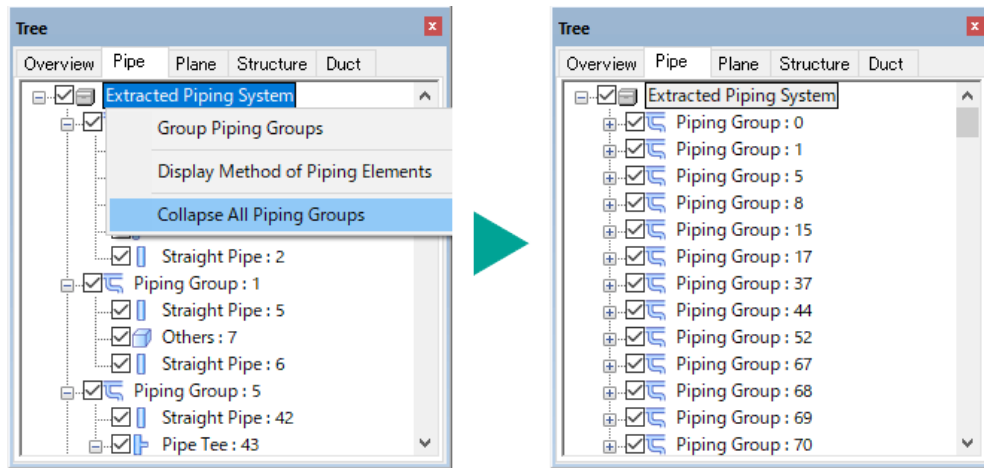 Tree
Overview Pipe Plane Structure Duct
Extracted Piping System
Group Piping Groups
Display Method of Piping Elements
Collapse All Piping Groups
Straight Pipe : 2
Piping Group : 1
Straight Pipe : 5
Others : 7
Straight Pipe : 6
Piping Group : 5
Straight Pipe : 42
Pipe Tee : 43
Tree
Overview Pipe Plane Structure Duct
Extracted Piping System
Piping Group : 0
Piping Group : 1
Piping Group : 5
Piping Group : 8
Piping Group : 15
Piping Group : 17
Piping Group : 37
Piping Group : 44
Piping Group : 52
Piping Group : 67
Piping Group : 68
Piping Group : 69
Piping Group : 70